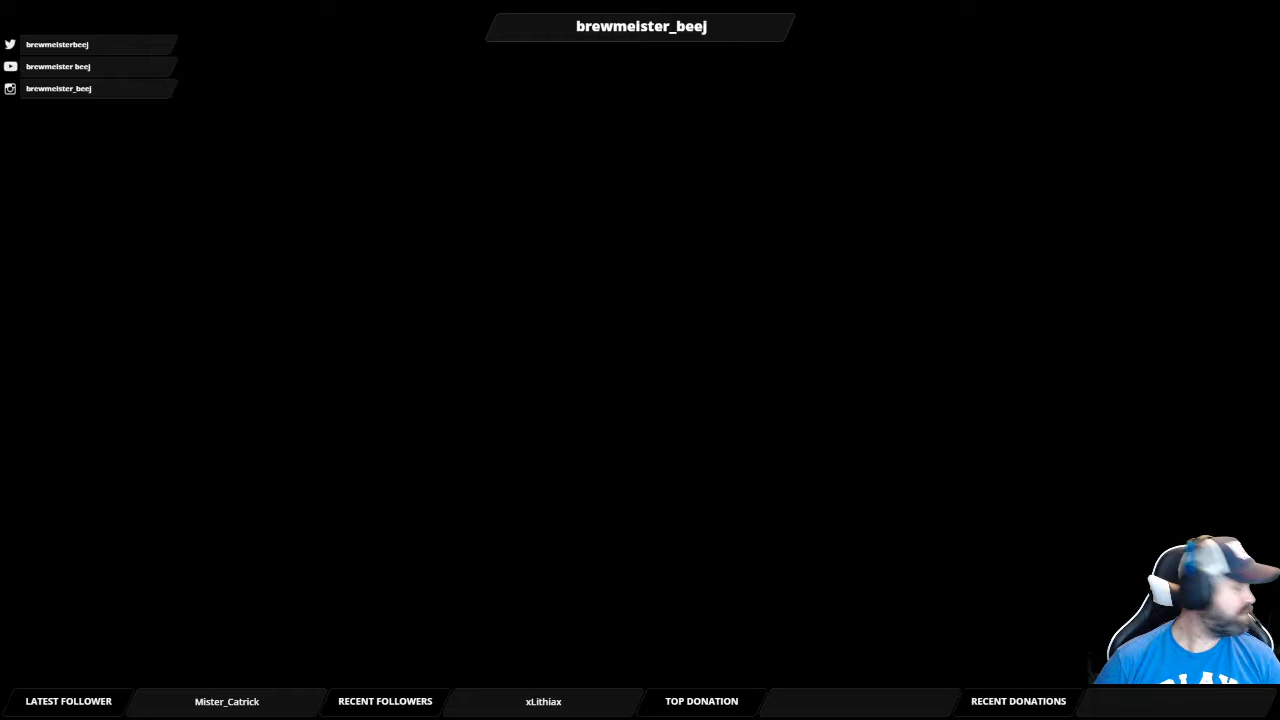 brewmeister_beej
brewmeisterbeej
brewmeister beej
brewmeister_beej
LATEST FOLLOWER
Mister_Catrick
RECENT FOLLOWERS
xLithiax
TOP DONATION
RECENT DONATIONS